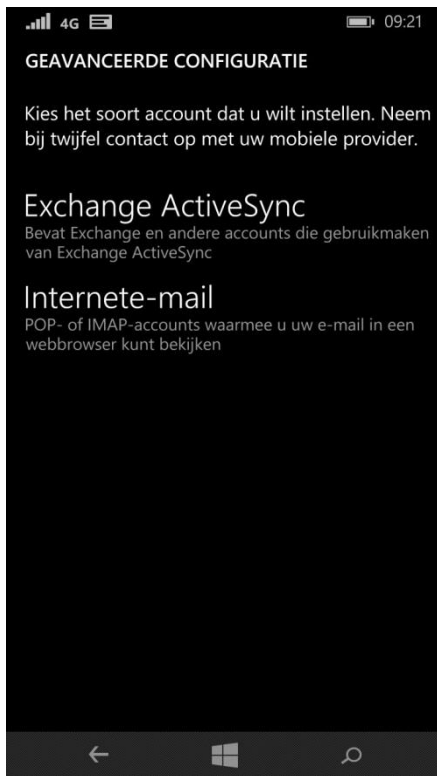 4G 09:21
GEAVANCEERDE CONFIGURATIE
Kies het soort account dat u wilt instellen. Neem
bij twijfel contact op met uw mobiele provider.
Exchange ActiveSync
Bevat Exchange en andere accounts die gebruikmaken
van Exchange ActiveSync
Internete-mail
POP- of IMAP-accounts waarmee u uw e-mail in een
webbrowser kunt bekijken